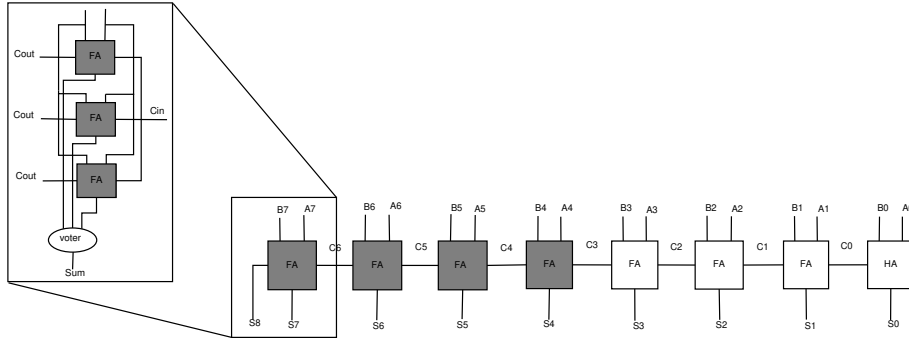 FA
Cout
FA
Cin
Cout
FA
Cout
voter
Sum
B7 A7 B6 A6 B5 A5 B4 A4 B3 A3 B2 A2 B1 A1 B0
C6 C5 C4 C3 C2 C1 C0
FA FA FA FA FA FA FA HA
S8 S7 S6 S5 S4 S3 S2 S1 S0